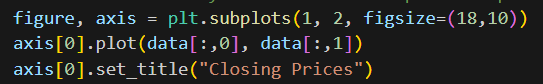 figure, axis = plt.subplots(1, 2, figsize=(18,10))
axis[0].plot(data[:,0], data[:,1])
axis[0].set_title("Closing Prices")